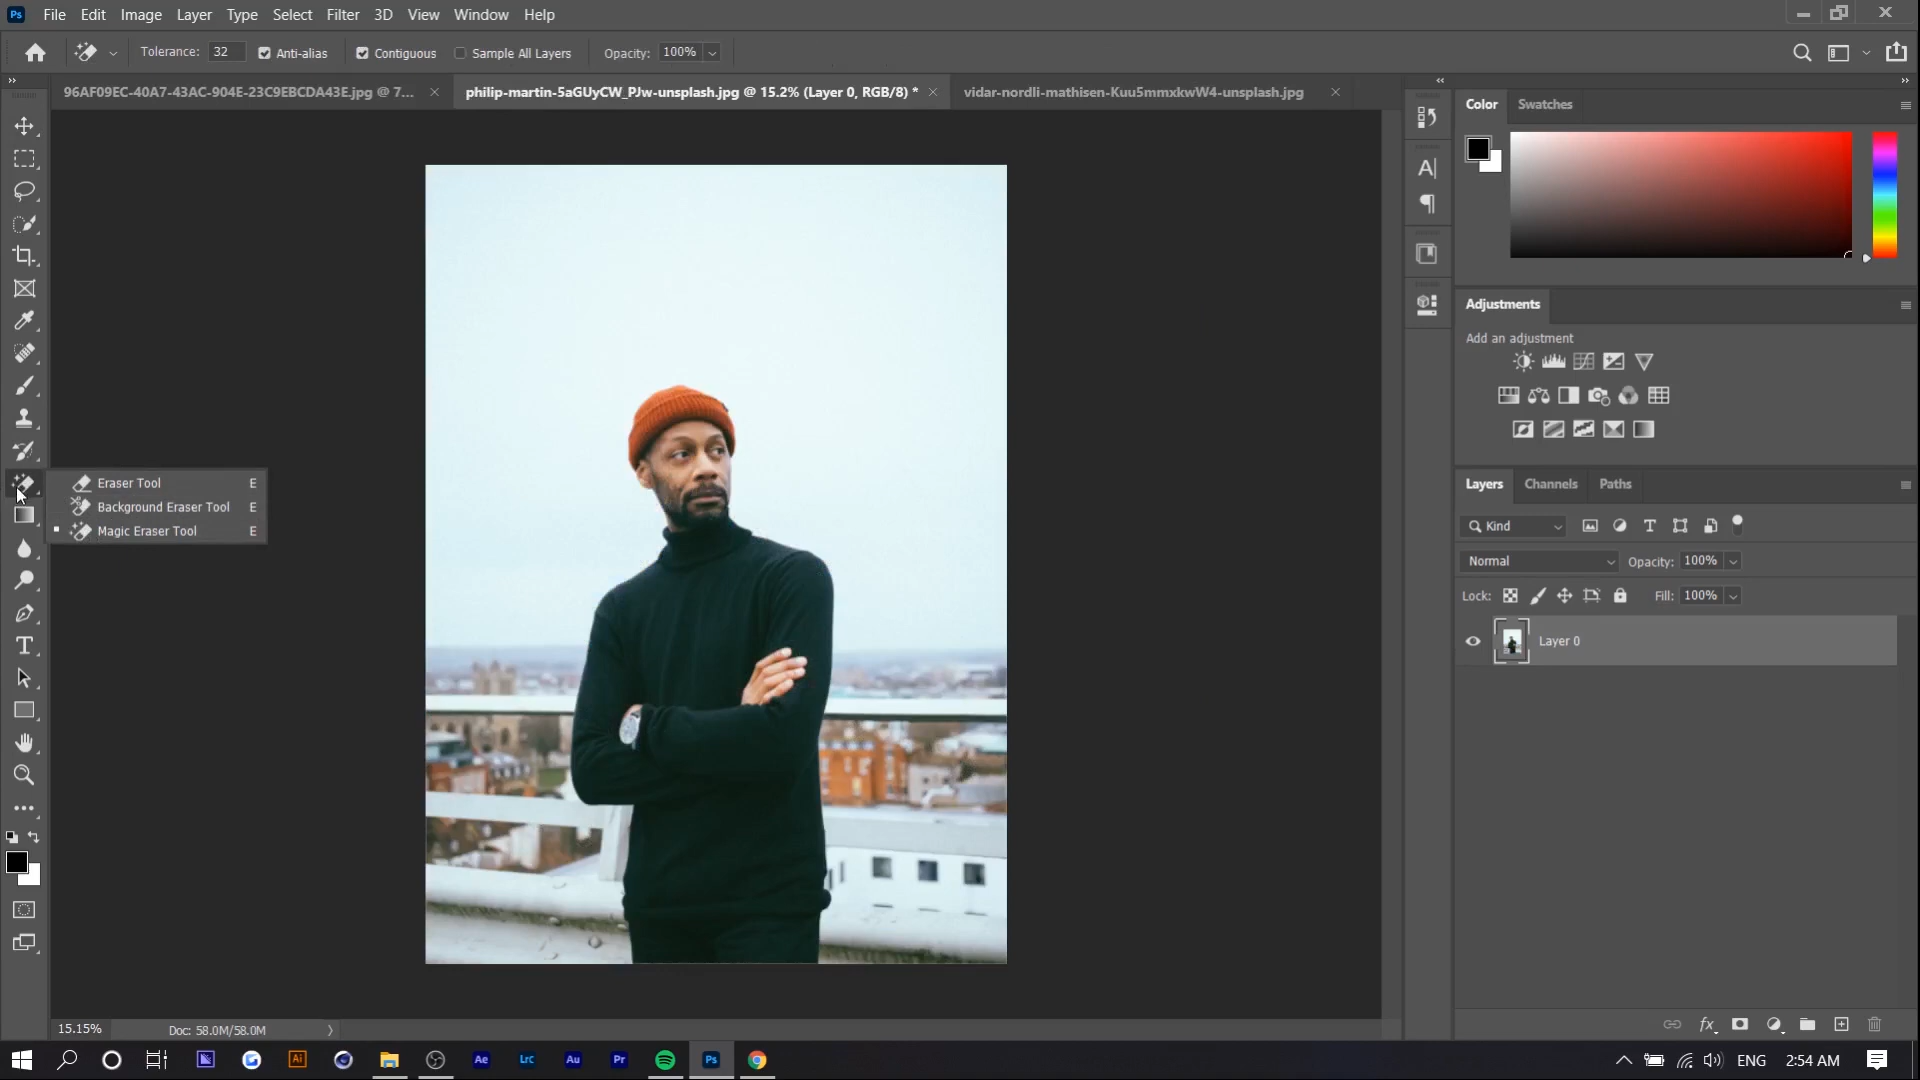 Ps File Edit Image Layer Type Select Filter 3D View Window Help
Tolerance: 32 Anti-alias Contiguous Sample All Layers Opacity: 100%
96AF09EC-40A7-43AC-904E-23C9EBCDA43E.jpg @ 7... philip-martin-5aGUyCW_PJw-unsplash.jpg @ 15.2% (Layer 0, RGB/8) * vidar-nordli-mathisen-Kuu5mmxkwW4-unsplash.jpg
Color Swatches
Adjustments
Add an adjustment
Eraser Tool E
Background Eraser Tool E
Magic Eraser Tool E
Layers Channels Paths
Kind
Normal Opacity: 100%
Lock: Fill: 100%
Layer 0
fx
15.15% Doc: 58.0M/58.0M
Ai Ae Lrc Au Pr Ps ENG 2:54 AM